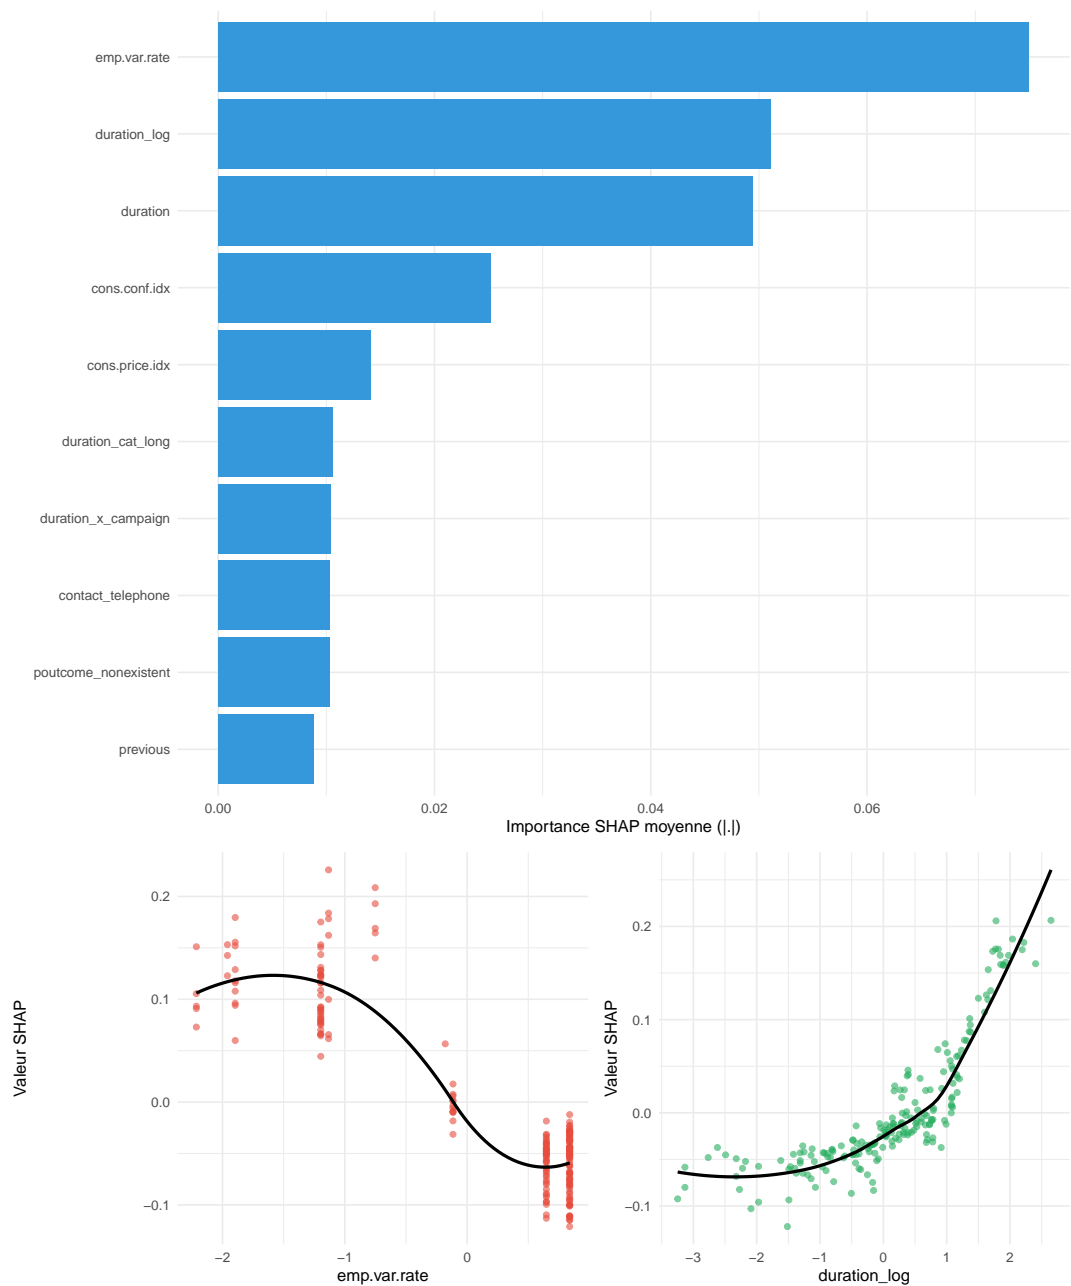 emp.var.rate
duration_log
duration
cons.conf.idx
cons.price.idx
duration_cat_long
duration_x_campaign
contact_telephone
poutcome_nonexistent
previous
0.00 0.02 0.04 0.06
Importance SHAP moyenne (|.|)
Valeur SHAP
0.2
0.1
0.0
−0.1
−2 −1 0
emp.var.rate
Valeur SHAP
0.2
0.1
0.0
−0.1
−3 −2 −1 0 1 2
duration_log